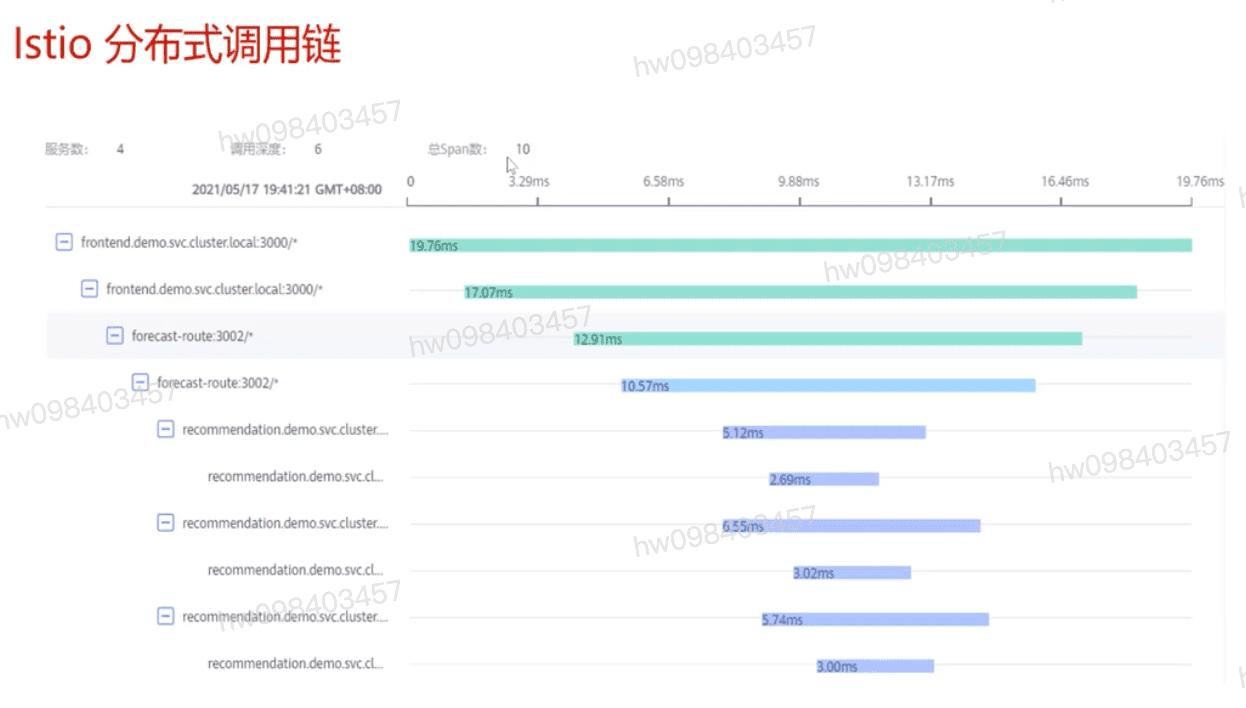 Istio 分布式调用链
服务数： 4 调用深度： 6 总Span数： 10
2021/05/17 19:41:21 GMT+08:00 0 3.29ms 6.58ms 9.88ms 13.17ms 16.46ms 19.76ms
frontend.demo.svc.cluster.local:3000/* 19.76ms
frontend.demo.svc.cluster.local:3000/* 17.07ms
forecast-route:3002/* 12.91ms
forecast-route:3002/* 10.57ms
recommendation.demo.svc.cluster.... 5.12ms
recommendation.demo.svc.cl... 2.69ms
recommendation.demo.svc.cluster.... 6.55ms
recommendation.demo.svc.cl... 3.02ms
recommendation.demo.svc.cluster.... 5.74ms
recommendation.demo.svc.cl... 3.00ms
hw098403457
hw098403457
hw098403457
hw098403457
hw098403457
hw098403457
hw098403457
hw098403457